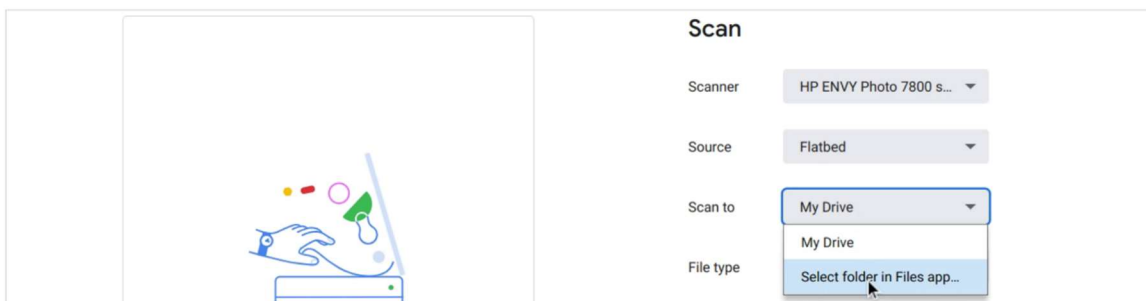 Scan
Scanner HP ENVY Photo 7800 s...
Source Flatbed
Scan to My Drive
My Drive
File type Select folder in Files app...